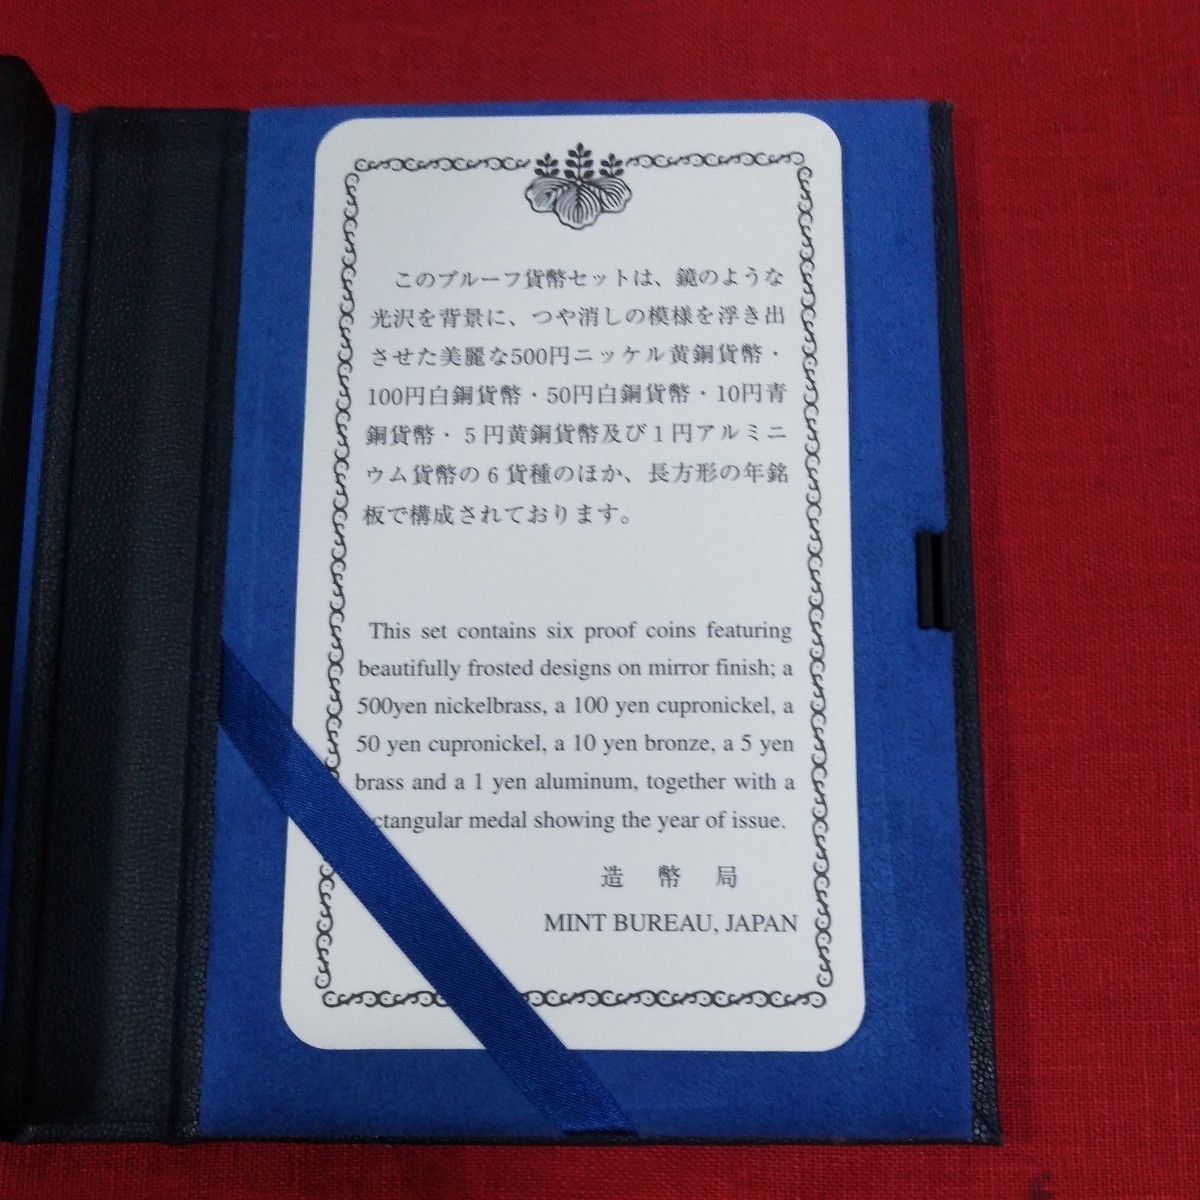 このプルーフ貨幣セットは、鏡のような
光沢を背景に、つや消しの模様を浮き出
させた美麗な500円ニッケル黄銅貨幣・
100円白銅貨幣・50円白銅貨幣・10円青
銅貨幣・5円黄銅貨幣及び1円アルミニ
ウム貨幣の6貨種のほか、長方形の年銘
板で構成されております。
This set contains six proof coins featuring
beautifully frosted designs on mirror finish; a
500yen nickelbrass, a 100 yen cupronickel, a
50 yen cupronickel, a 10 yen bronze, a 5 yen
brass and a 1 yen aluminum, together with a
ctangular medal showing the year of issue.
造幣局
MINT BUREAU, JAPAN